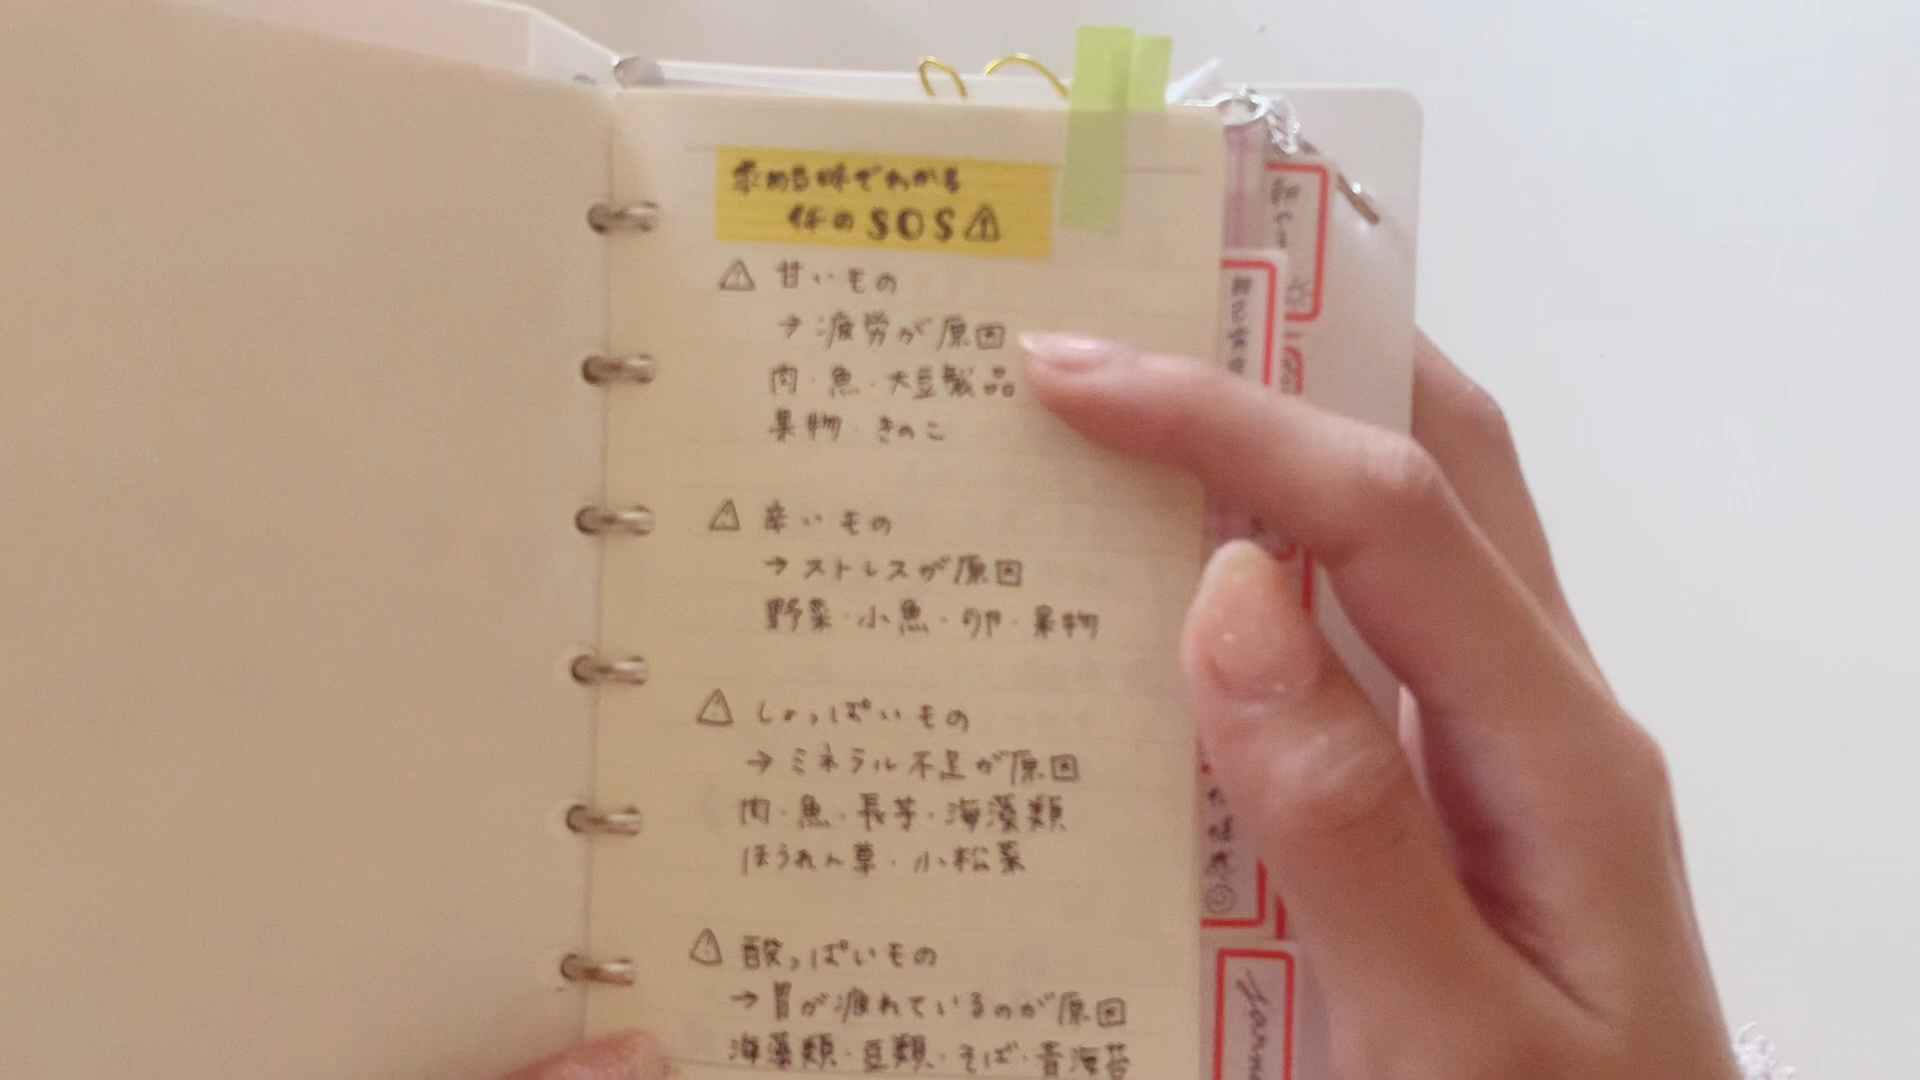 求める味でわかる
体のSOS⚠
⚠ 甘いもの
→ 疲労が原因
肉・魚・大豆製品
果物・きのこ
⚠ 辛いもの
→ ストレスが原因
野菜・小魚・卵・果物
⚠ しょっぱいもの
→ ミネラル不足が原因
肉・魚・長芋・海藻類
ほうれん草・小松菜
⚠ 酸っぱいもの
→ 胃が疲れているのが原因
海藻類・豆類・そば・青海苔